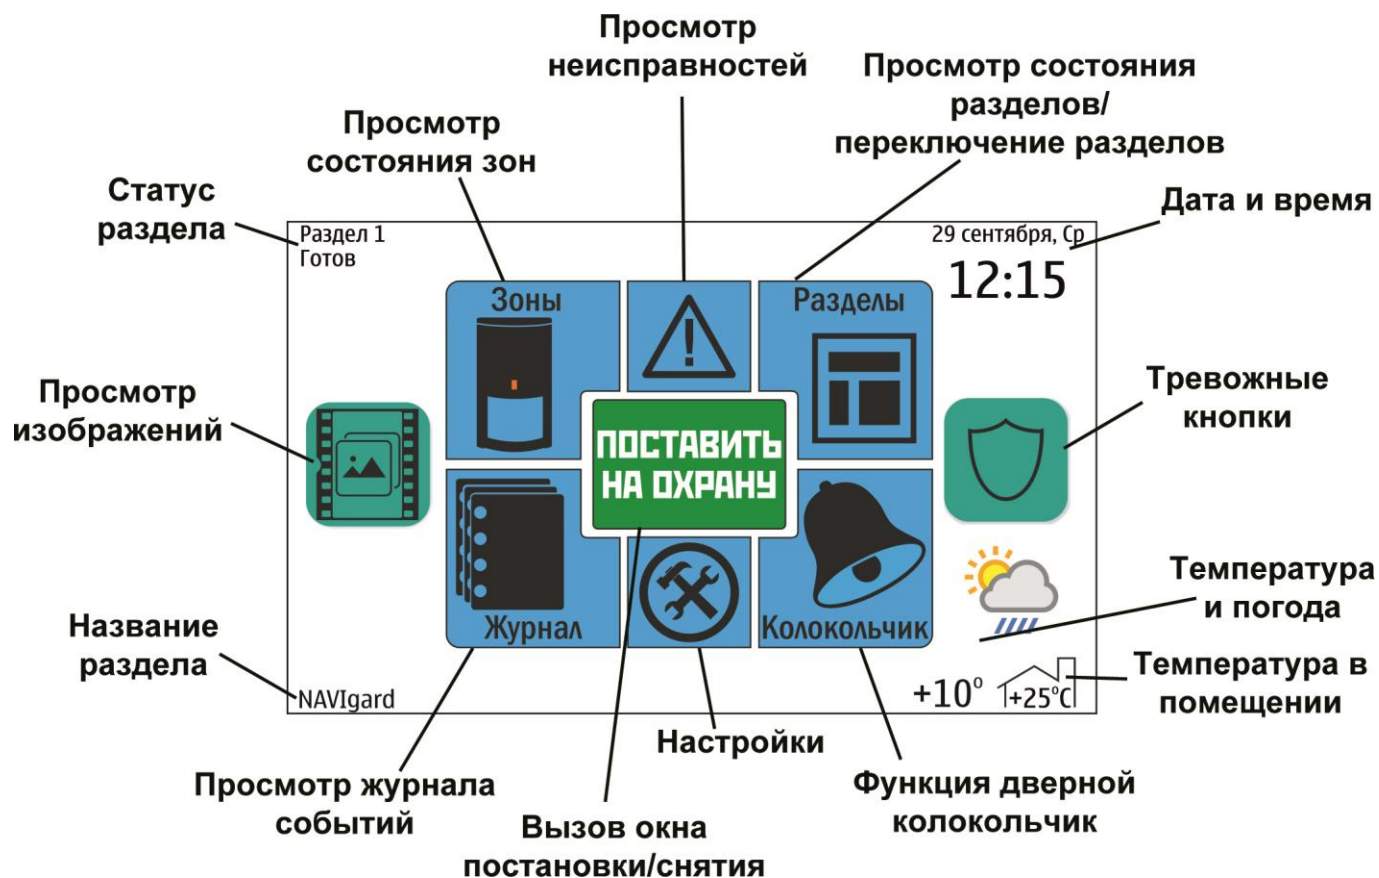 Просмотр
неисправностей
Просмотр состояния
разделов/
переключение разделов
Просмотр
состояния зон
Статус
раздела
Дата и время
Раздел 1
Готов
29 сентября, Ср
12:15
Зоны
Разделы
Просмотр
изображений
Тревожные
кнопки
ПОСТАВИТЬ
НА ОХРАНУ
Температура
и погода
Журнал
Колокольчик
Название
раздела
Температура в
помещении
NAVIgard
+10°
+25°C
Настройки
Просмотр журнала
событий
Функция дверной
колокольчик
Вызов окна
постановки/снятия